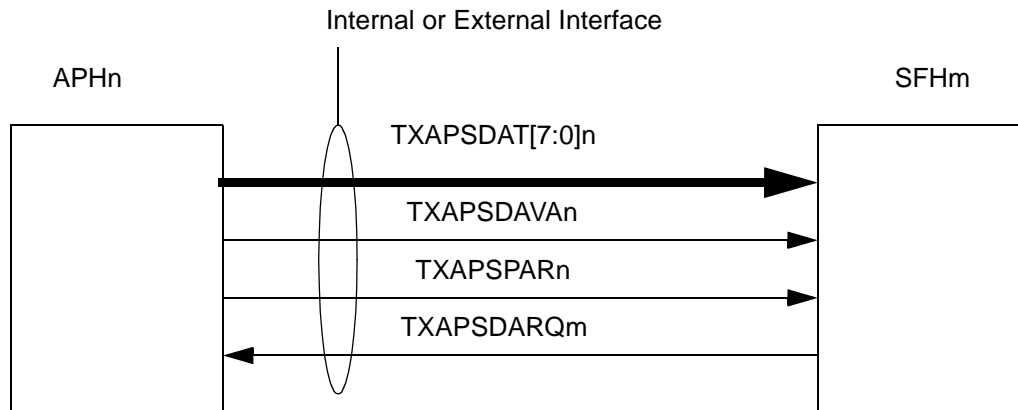 Internal or External Interface
APHn
SFHm
TXAPSDAT[7:0]n
TXAPSDAVAn
TXAPSPARn
TXAPSDARQm